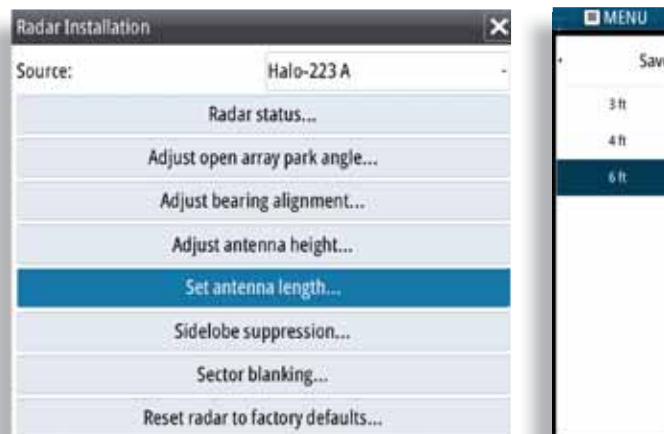 Radar Installation
Source: Halo-223 A
Radar status...
Adjust open array park angle...
Adjust bearing alignment...
Adjust antenna height...
Set antenna length...
Sidelobe suppression...
Sector blanking...
Reset radar to factory defaults...
MENU
3 ft
4 ft
6 ft